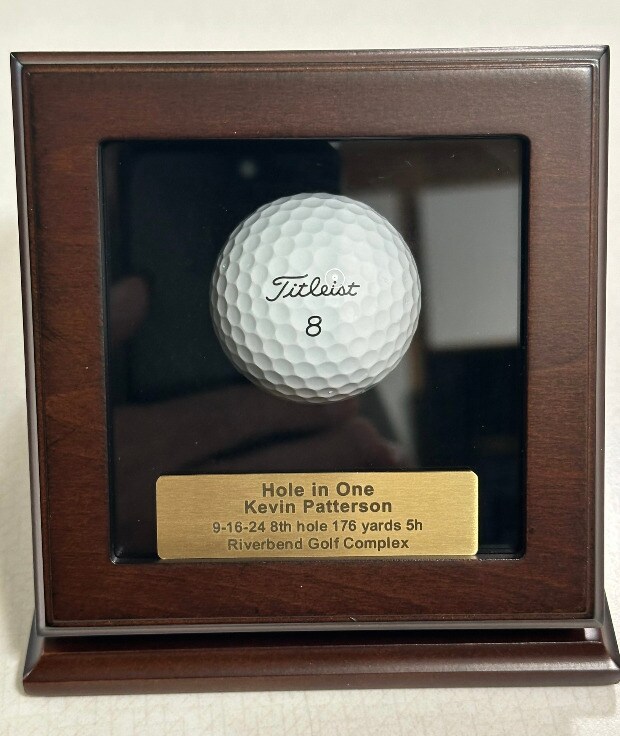 Titleist
8
Hole in One
Kevin Patterson
9-16-24 8th hole 176 yards 5h
Riverbend Golf Complex